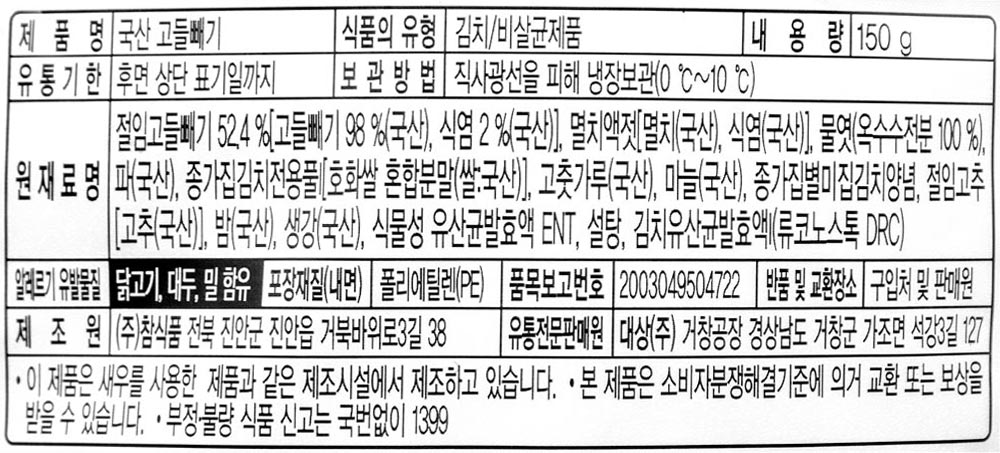 제 품 명 국산 고들빼기 식품의 유형 김치/비살균제품 내 용 량 150 g
유 통 기 한 후면 상단 표기일까지 보 관 방 법 직사광선을 피해 냉장보관(0 ℃~10 ℃)
원 재 료 명
절임고들빼기 52.4 %[고들빼기 98 %(국산), 식염 2 %(국산)], 멸치액젓[멸치(국산), 식염(국산)], 물엿(옥수수전분 100 %),
파(국산), 종가집김치전용풀[호화쌀 혼합분말(쌀:국산)], 고춧가루(국산), 마늘(국산), 종가집별미집김치양념, 절임고추
[고추(국산)], 밤(국산), 생강(국산), 식물성 유산균발효액 ENT, 설탕, 김치유산균발효액I(류코노스톡 DRC)
알레르기 유발물질 닭고기, 대두, 밀 함유 포장재질(내면) 폴리에틸렌(PE) 품목보고번호 2003049504722 반품 및 교환장소 구입처 및 판매원
제 조 원 (주)참식품 전북 진안군 진안읍 거북바위로3길 38 유통전문판매원 대상(주) 거창공장 경상남도 거창군 가조면 석강3길 127
• 이 제품은 새우를 사용한 제품과 같은 제조시설에서 제조하고 있습니다. • 본 제품은 소비자분쟁해결기준에 의거 교환 또는 보상을
받을 수 있습니다. • 부정·불량 식품 신고는 국번없이 1399